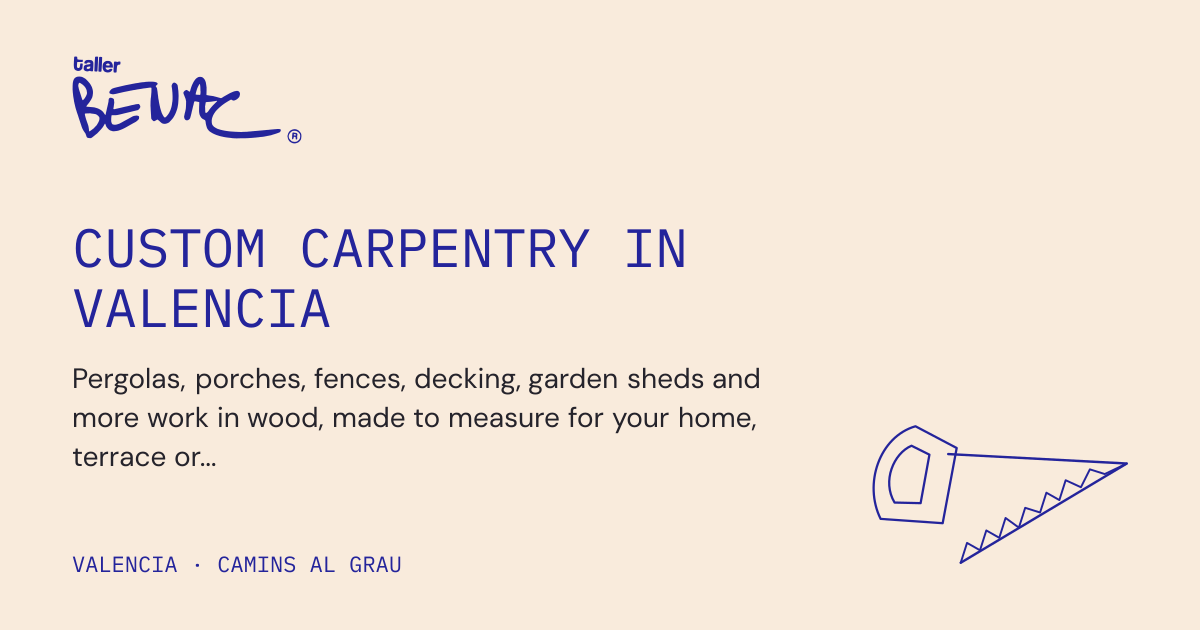 taller
BENAC ®
CUSTOM CARPENTRY IN
VALENCIA
Pergolas, porches, fences, decking, garden sheds and
more work in wood, made to measure for your home,
terrace or...
VALENCIA · CAMINS AL GRAU